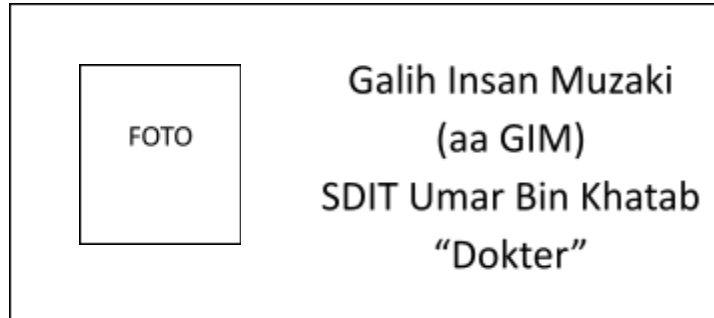 FOTO
Galih Insan Muzaki
(aa GIM)
SDIT Umar Bin Khatab
“Dokter”